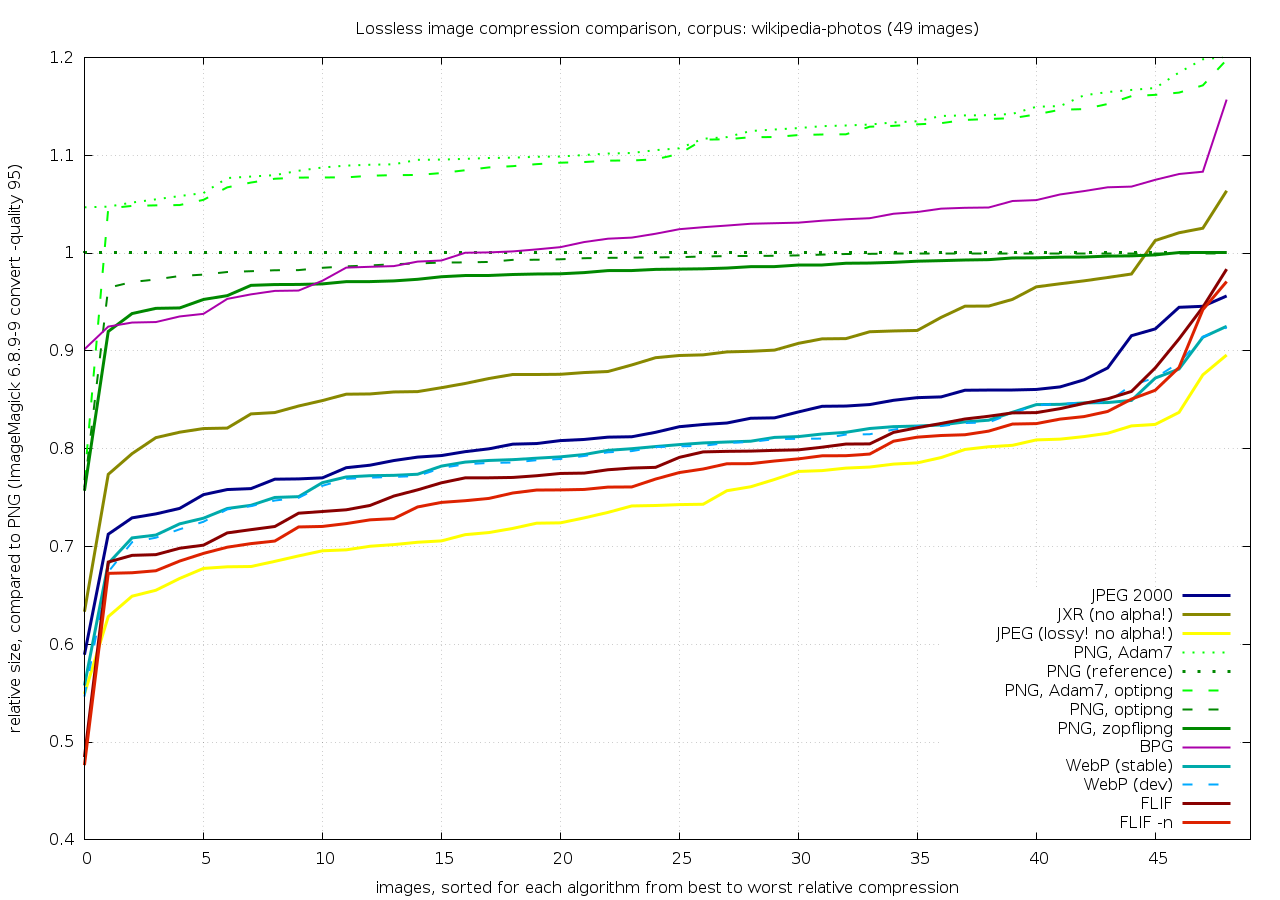 Lossless image compression comparison, corpus: wikipedia-photos (49 images)
relative size, compared to PNG (ImageMagick 6.8.9-9 convert -quality 95)
1.2
1.1
1
0.9
0.8
0.7
0.6
0.5
0.4
JPEG 2000
JXR (no alpha!)
JPEG (lossy! no alpha!)
PNG, Adam7
PNG (reference)
PNG, Adam7, optipng
PNG, optipng
PNG, zopflipng
BPG
WebP (stable)
WebP (dev)
FLIF
FLIF -n
0 5 10 15 20 25 30 35 40 45
images, sorted for each algorithm from best to worst relative compression